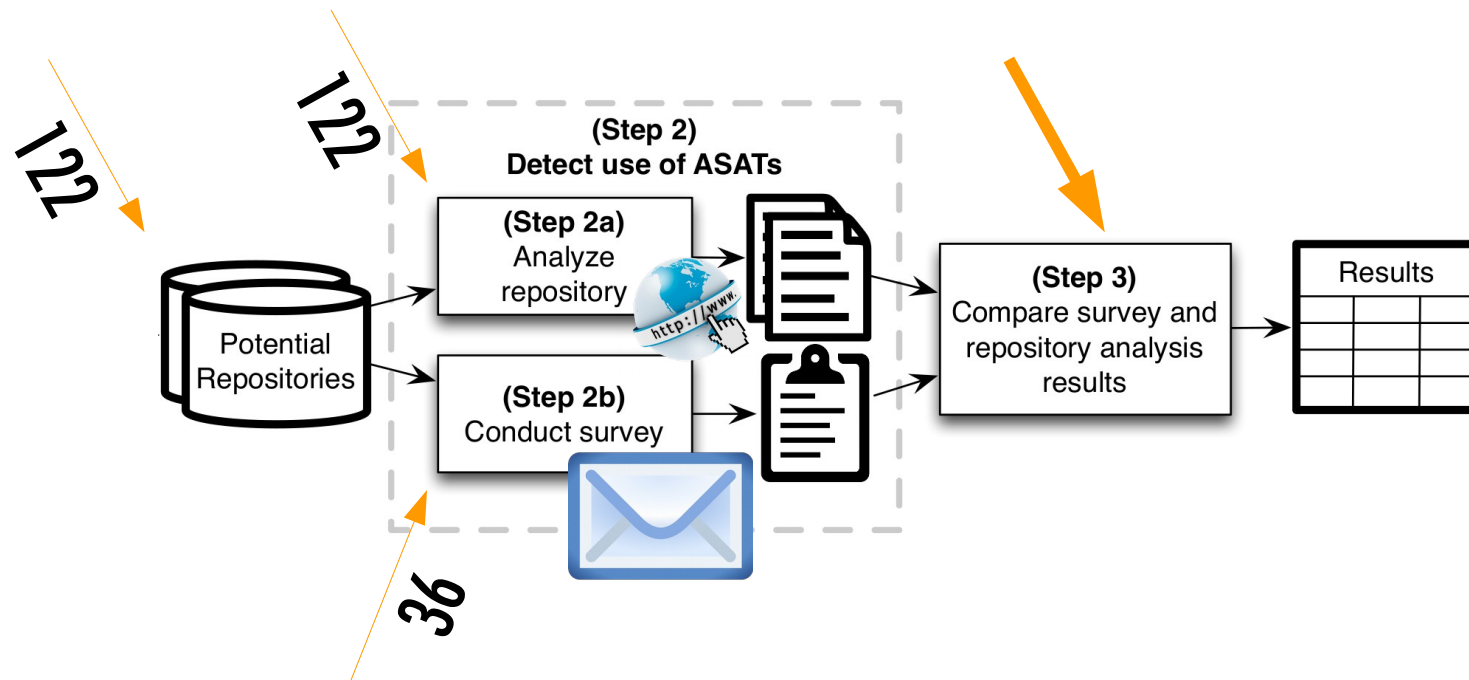 122
122
(Step 2)
Detect use of ASATs
(Step 2a)
Analyze
repository
http://www.
Potential
Repositories
(Step 2b)
Conduct survey
36
(Step 3)
Compare survey and
repository analysis
results
Results